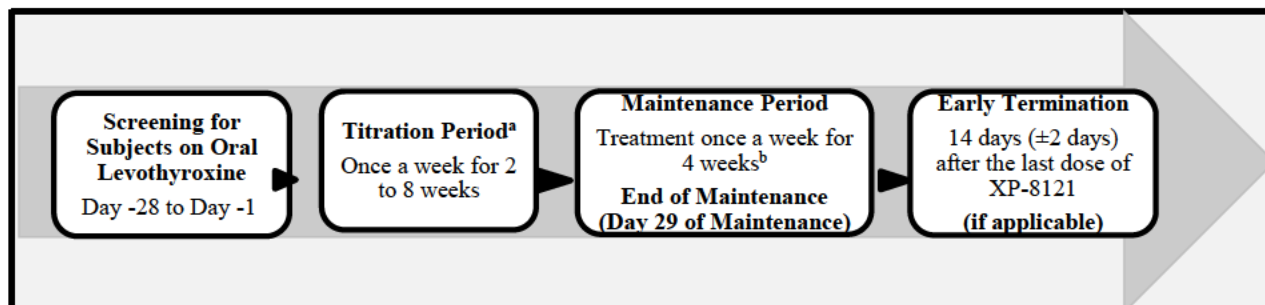 Screening for
Subjects on Oral
Levothyroxine
Day -28 to Day -1
Titration Periodᵃ
Once a week for 2
to 8 weeks
Maintenance Period
Treatment once a week for
4 weeksᵇ
End of Maintenance
(Day 29 of Maintenance)
Early Termination
14 days (±2 days)
after the last dose of
XP-8121
(if applicable)